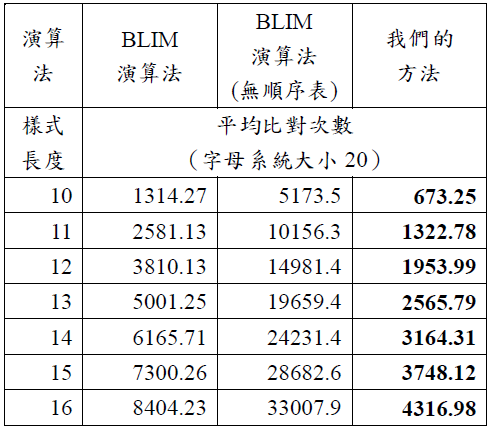 演算法 BLIM 演算法 BLIM 演算法 (無順序表) 我們的方法
樣式長度 平均比對次數 (字母系統大小 20)
10 1314.27 5173.5 673.25
11 2581.13 10156.3 1322.78
12 3810.13 14981.4 1953.99
13 5001.25 19659.4 2565.79
14 6165.71 24231.4 3164.31
15 7300.26 28682.6 3748.12
16 8404.23 33007.9 4316.98